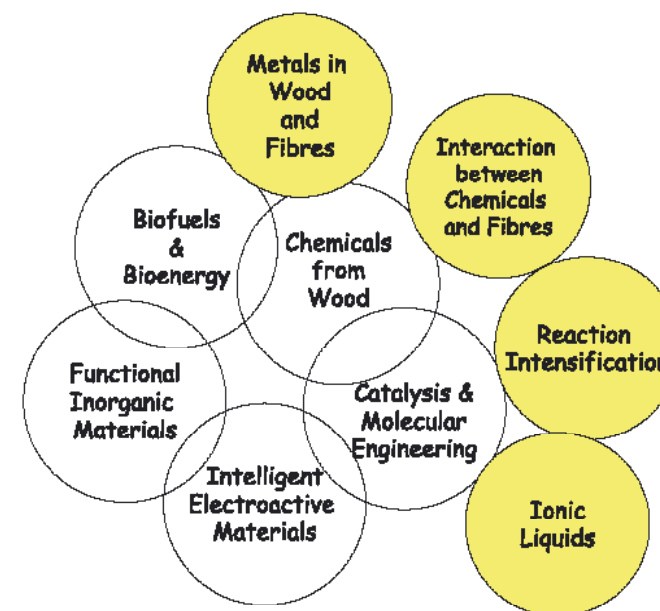 Metals in
Wood
and
Fibres
Interaction
between
Chemicals
and Fibres
Biofuels
&
Bioenergy
Chemicals
from
Wood
Reaction
Intensification
Functional
Inorganic
Materials
Catalysis &
Molecular
Engineering
Intelligent
Electroactive
Materials
Ionic
Liquids